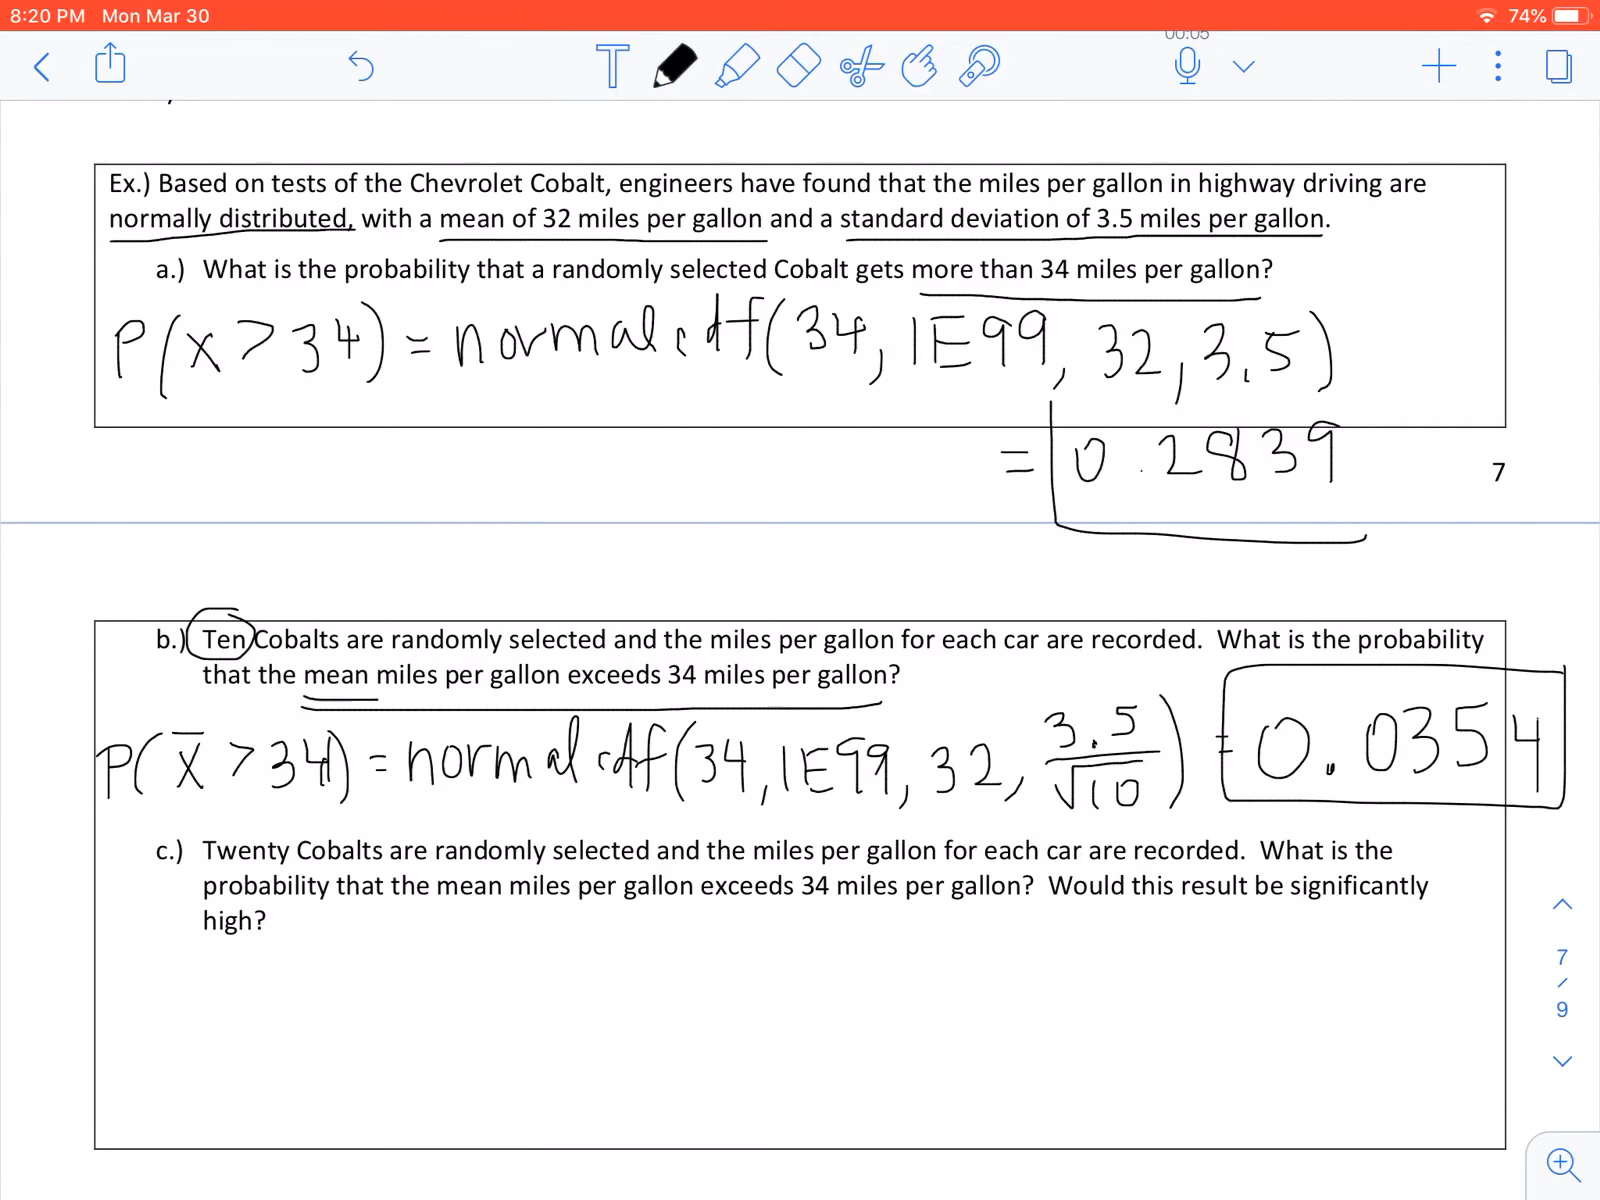 8:20 PM Mon Mar 30 74%
00:05
T
Ex.) Based on tests of the Chevrolet Cobalt, engineers have found that the miles per gallon in highway driving are
normally distributed, with a mean of 32 miles per gallon and a standard deviation of 3.5 miles per gallon.
a.) What is the probability that a randomly selected Cobalt gets more than 34 miles per gallon?
P(x > 34) = normalcdf(34, 1E99, 32, 3.5)
= 0.2839
7
b.) Ten Cobalts are randomly selected and the miles per gallon for each car are recorded. What is the probability
that the mean miles per gallon exceeds 34 miles per gallon?
P(x̄ > 34) = normalcdf(34, 1E99, 32, 3.5/√10) = 0.0354
c.) Twenty Cobalts are randomly selected and the miles per gallon for each car are recorded. What is the
probability that the mean miles per gallon exceeds 34 miles per gallon? Would this result be significantly
high?
7
/
9